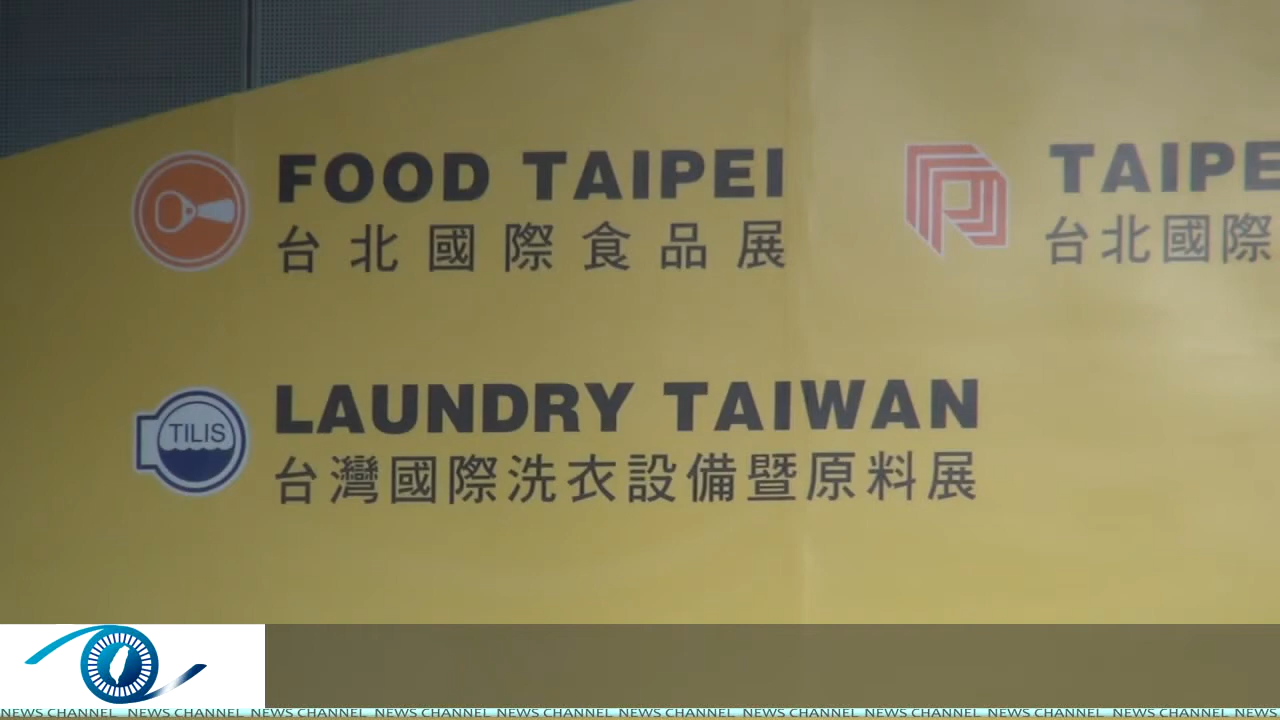 FOOD TAIPEI
台北國際食品展
TAIPE
台北國際
TILIS
LAUNDRY TAIWAN
台灣國際洗衣設備暨原料展
NEWS CHANNEL NEWS CHANNEL NEWS CHANNEL NEWS CHANNEL NEWS CHANNEL NEWS CHANNEL NEWS CHANNEL NEWS CHANNEL NEWS CHANNEL NEWS CHANNEL NEWS